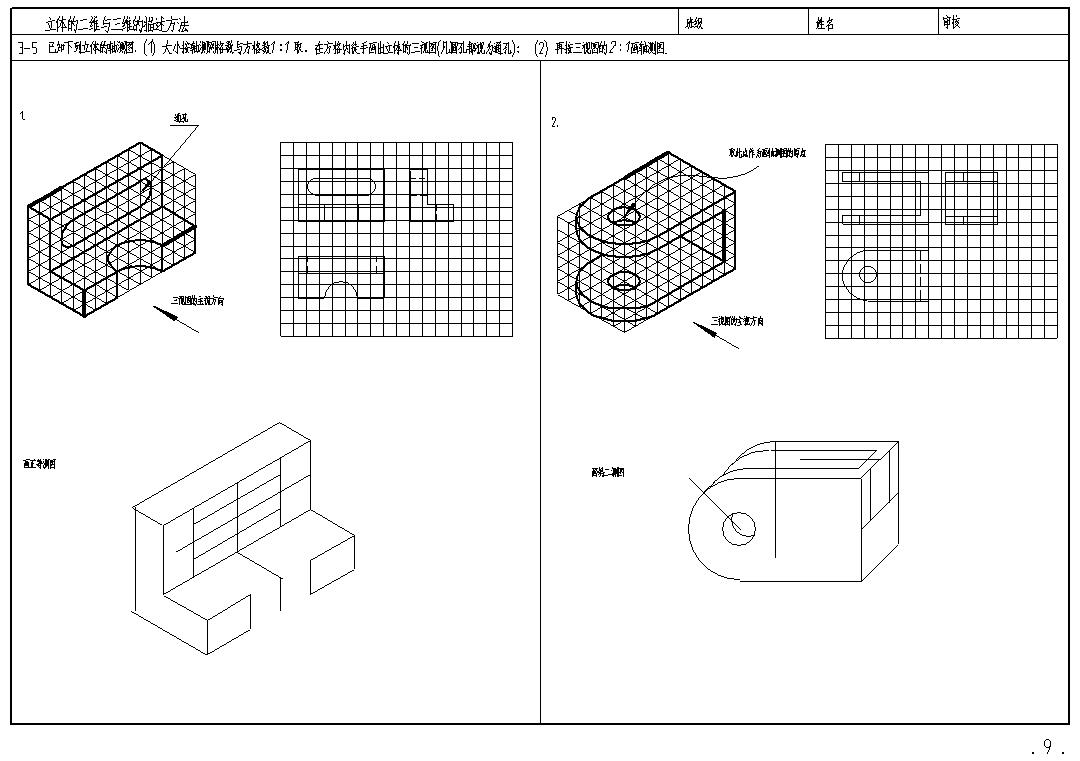 立体的二维与三维的描述方法
班级
姓名
审核
3-5 已知下列立体的轴测图. (1) 大小按轴测网格数与方格数1:1 取, 在方格内徒手画出立体的三视图(凡圆孔都视为通孔); (2) 再按三视图的2:1画轴测图.
1.
通孔
三视图的主视方向
画正等测图
2.
取此点作为画轴测图的原点
三视图的主视方向
画斜二测图
. 9 .